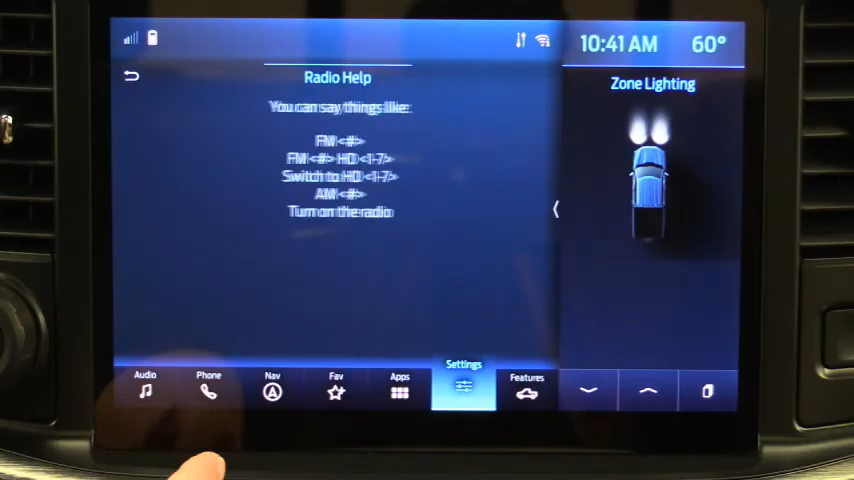 10:41 AM 60°
Radio Help
Zone Lighting
You can say things like:
FM <#>
FM <#> HD <1-7>
Switch to HD <1-7>
AM <#>
Turn on the radio
Audio
Phone
Nav
Fav
Apps
Settings
Features